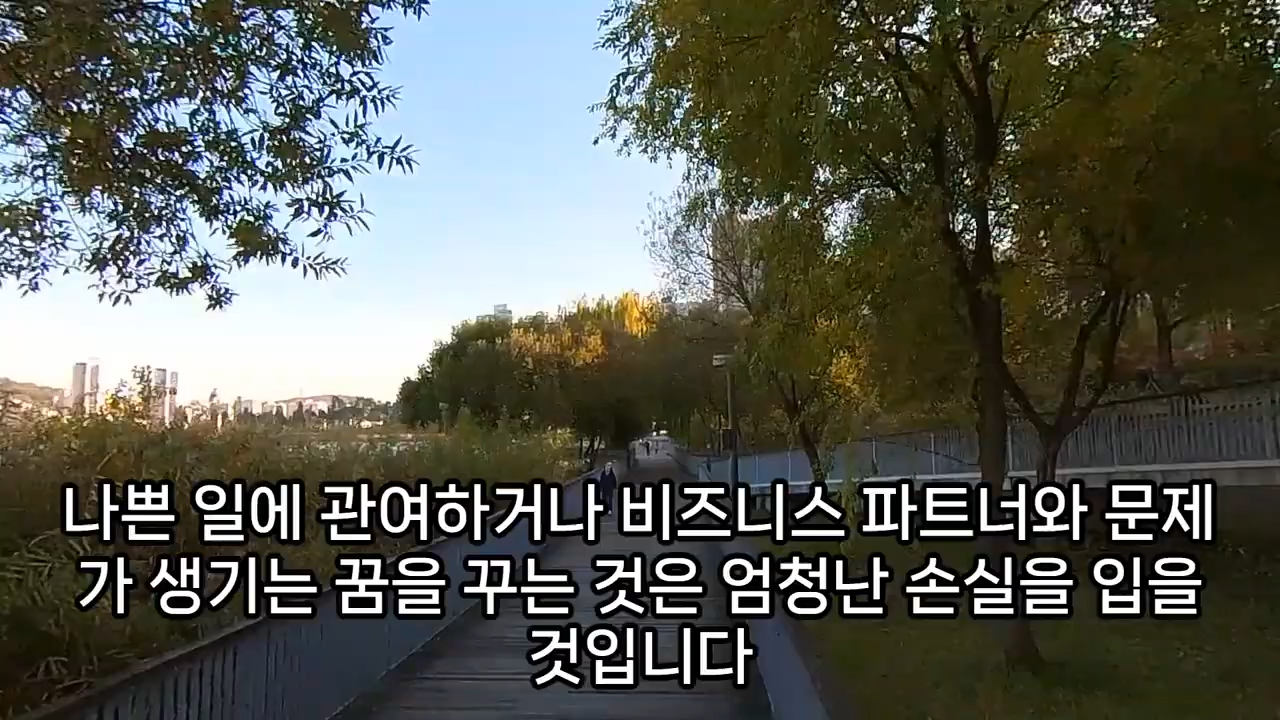 나쁜 일에 관여하거나 비즈니스 파트너와 문제
가 생기는 꿈을 꾸는 것은 엄청난 손실을 입을
것입니다